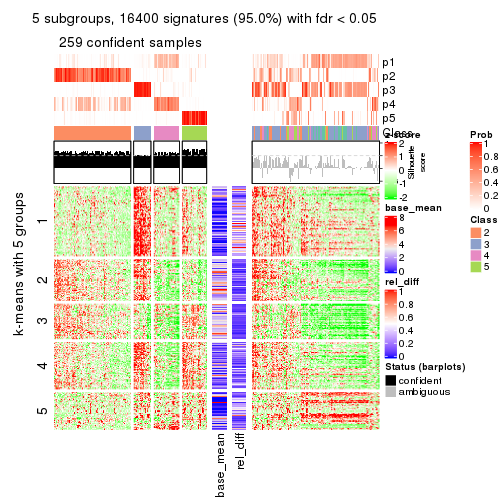 5 subgroups, 16400 signatures (95.0%) with fdr < 0.05
259 confident samples
p1
p2
p3
p4
p5
Class
z-score
2
1
0
-1
-2
Silhouette
score
Prob
1
0.8
0.6
0.4
0.2
0
base_mean
8
6
4
2
0
Class
2
3
4
5
rel_diff
1
0.8
0.6
0.4
0.2
0
Status (barplots)
confident
ambiguous
k-means with 5 groups
1
2
3
4
5
base_mean
rel_diff